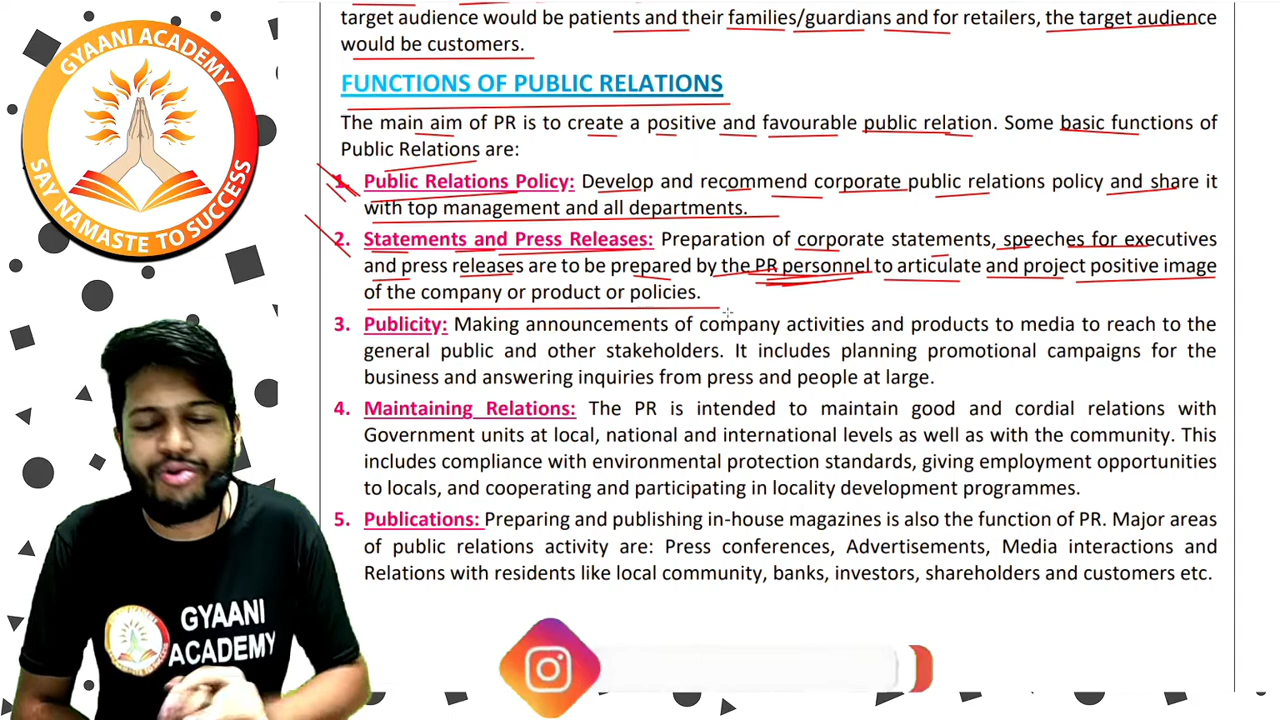 target audience would be patients and their families/guardians and for retailers, the target audience
would be customers.
GYAANI ACADEMY
SAY NAMASTE TO SUCCESS
FUNCTIONS OF PUBLIC RELATIONS
The main aim of PR is to create a positive and favourable public relation. Some basic functions of
Public Relations are:
1. Public Relations Policy: Develop and recommend corporate public relations policy and share it
with top management and all departments.
2. Statements and Press Releases: Preparation of corporate statements, speeches for executives
and press releases are to be prepared by the PR personnel to articulate and project positive image
of the company or product or policies.
3. Publicity: Making announcements of company activities and products to media to reach to the
general public and other stakeholders. It includes planning promotional campaigns for the
business and answering inquiries from press and people at large.
4. Maintaining Relations: The PR is intended to maintain good and cordial relations with
Government units at local, national and international levels as well as with the community. This
includes compliance with environmental protection standards, giving employment opportunities
to locals, and cooperating and participating in locality development programmes.
5. Publications: Preparing and publishing in-house magazines is also the function of PR. Major areas
of public relations activity are: Press conferences, Advertisements, Media interactions and
Relations with residents like local community, banks, investors, shareholders and customers etc.
GYAANI
ACADEMY